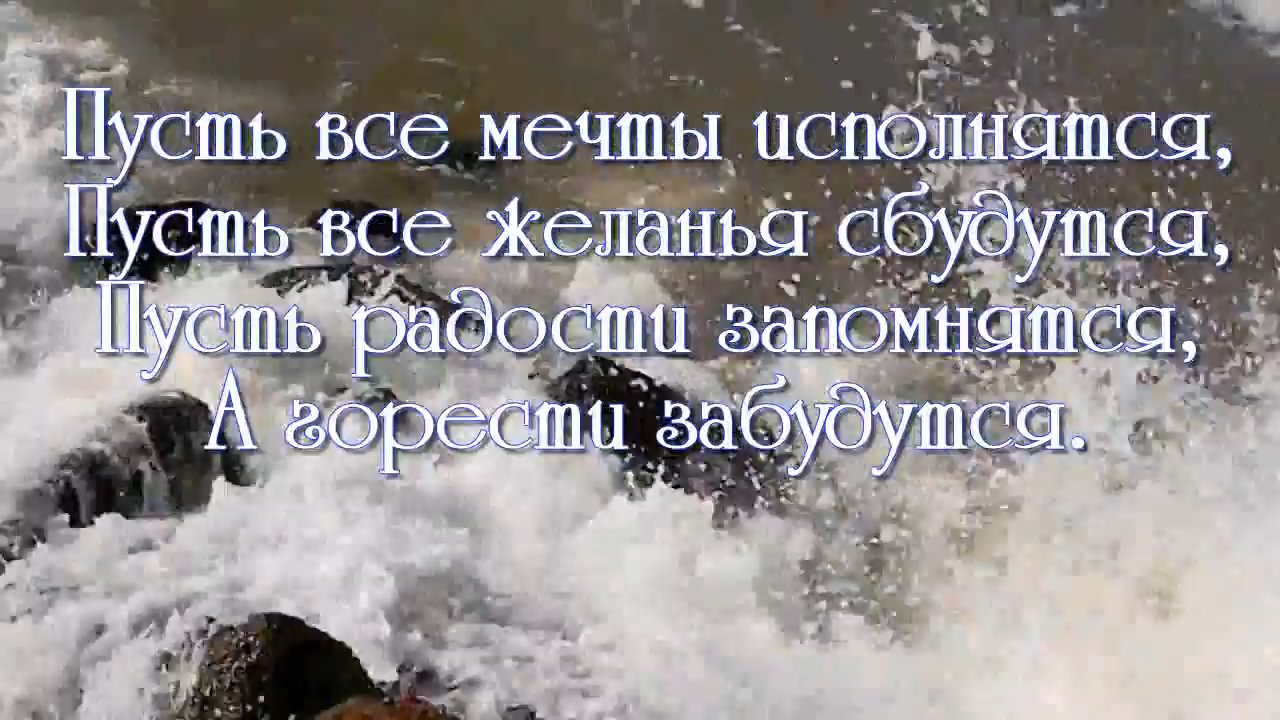 Пусть все мечты исполнятся,
Пусть все желанья сбудутся,
Пусть радости запомнятся,
А горести забудутся.